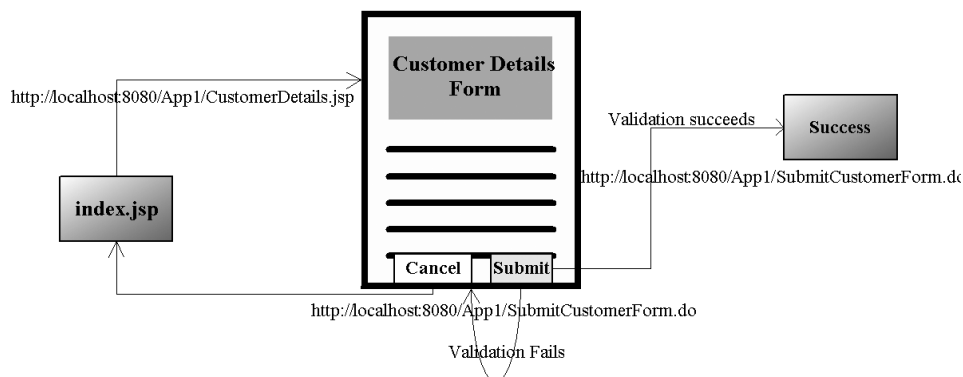 Customer Details
Form
http://localhost:8080/App1/CustomerDetails.jsp
Validation succeeds
Success
http://localhost:8080/App1/SubmitCustomerForm.do
index.jsp
Cancel
Submit
http://localhost:8080/App1/SubmitCustomerForm.do
Validation Fails